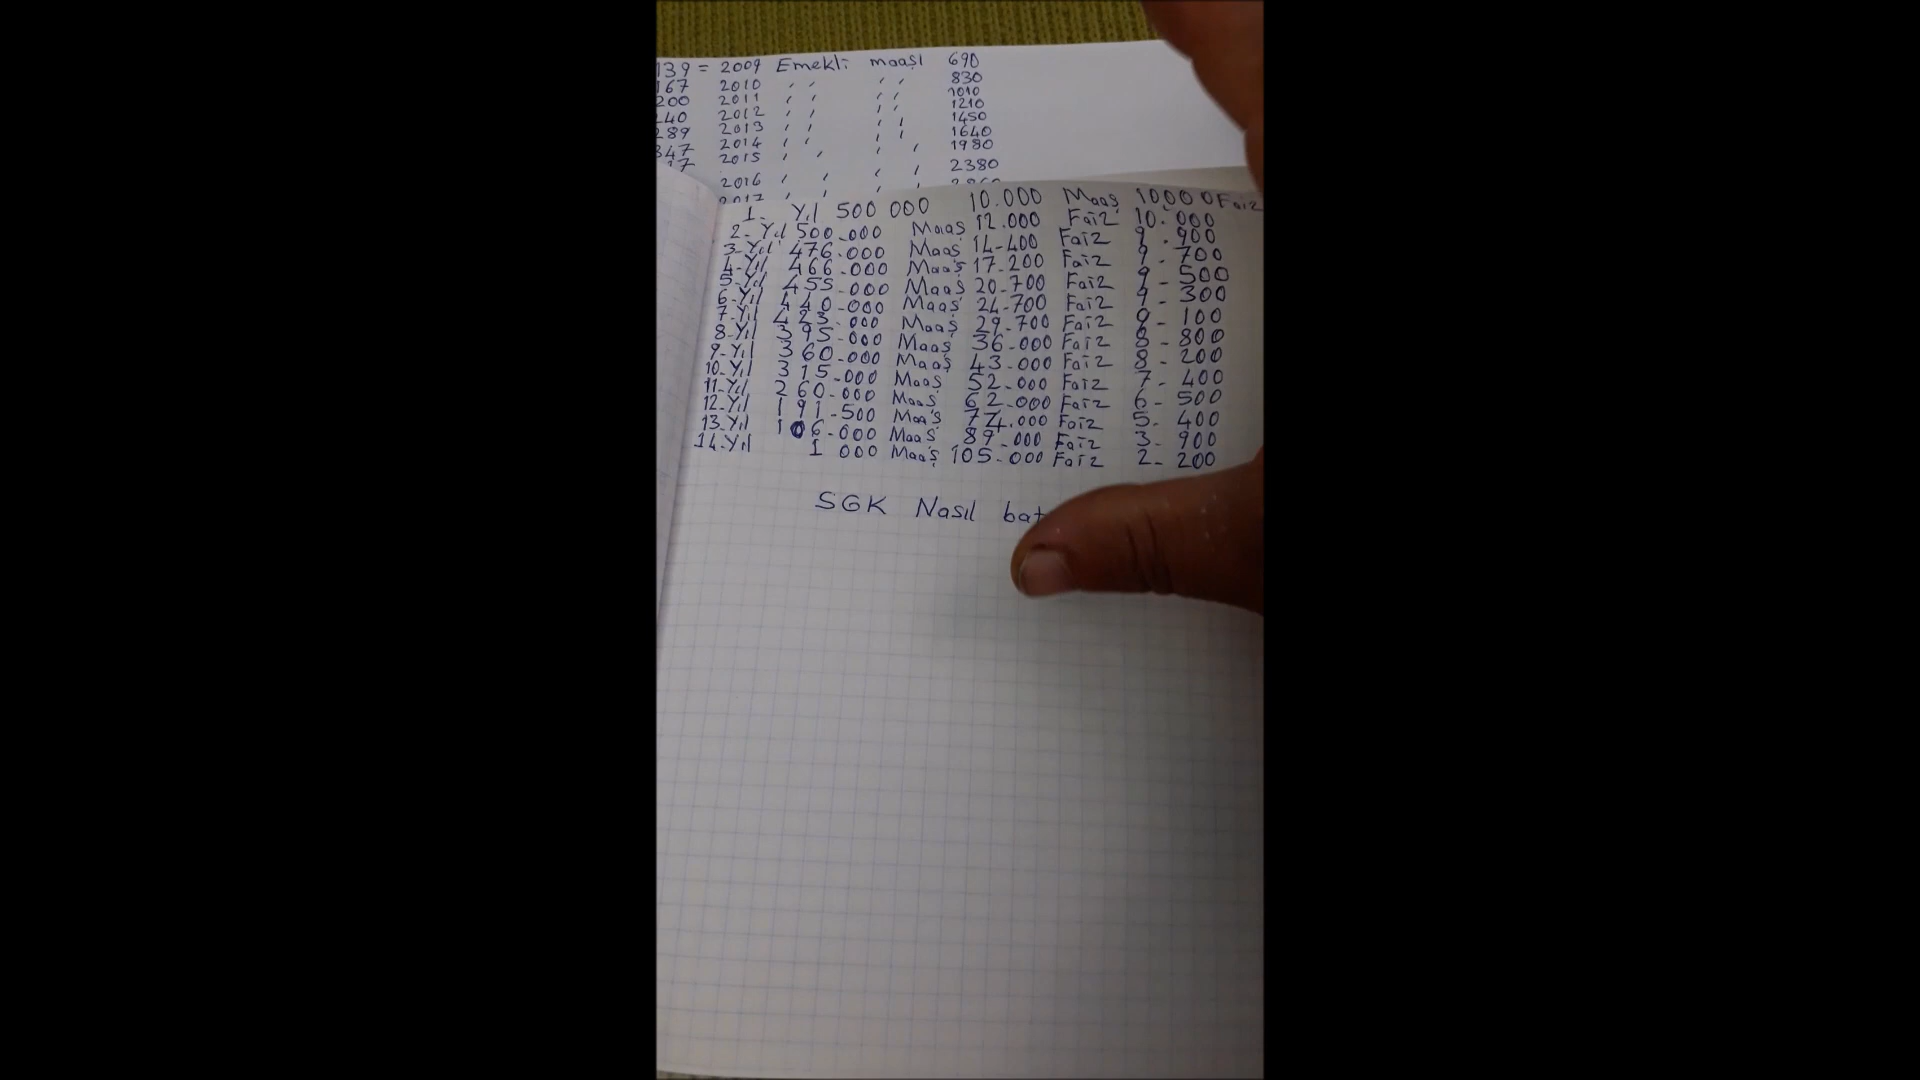 139 = 2009 Emekli maaşı 690
167 2010 ,, ,, 830
200 2011 ,, ,, 1010
240 2012 ,, ,, 1210
289 2013 ,, ,, 1450
347 2014 ,, ,, 1640
17 2015 ,, ,, 1980
2016 ,, ,, 2380
2017
1. Yıl 500 000 10.000 Maaş 10000 Faiz
2-Yıl 500.000 Maaş 12.000 Faiz 10.000
3-Yıl 476.000 Maaş 14-400 Faiz 9.900
4-Yıl 466-000 Maaş 17.200 Faiz 9.700
5-Yıl 455-000 Maaş 20-700 Faiz 9-500
6-Yıl 440-000 Maaş 24-700 Faiz 9-300
7-Yıl 423-000 Maaş 29-700 Faiz 9-100
8-Yıl 395-000 Maaş 36-000 Faiz 8-800
9-Yıl 360-000 Maaş 43-000 Faiz 8-200
10-Yıl 315-000 Maaş 52-000 Faiz 7-400
11-Yıl 260-000 Maaş 62-000 Faiz 6-500
12-Yıl 191-500 Maaş 74.000 Faiz 5-400
13-Yıl 106-000 Maaş 89-000 Faiz 3-900
14-Yıl 1 000 Maaş 105-000 Faiz 2-200
SGK Nasıl bat